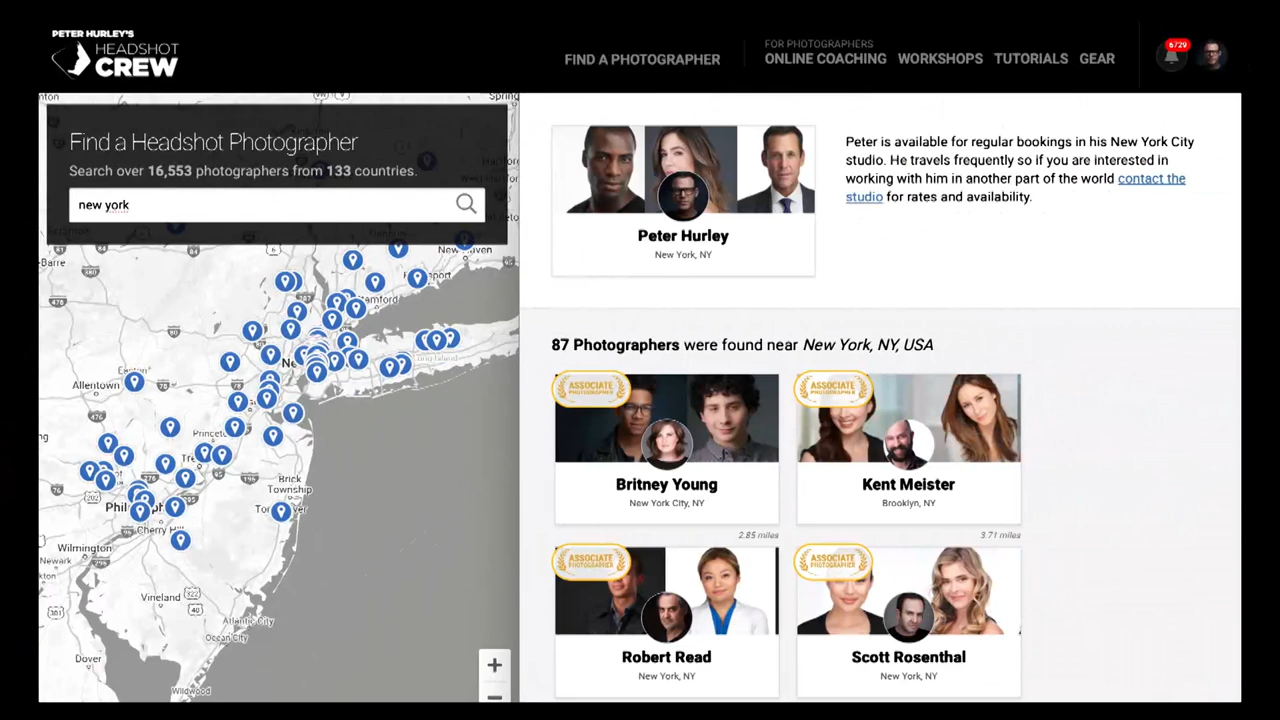 PETER HURLEY'S
HEADSHOT
CREW
FIND A PHOTOGRAPHER
FOR PHOTOGRAPHERS
ONLINE COACHING WORKSHOPS TUTORIALS GEAR
6729
Find a Headshot Photographer
Search over 16,553 photographers from 133 countries.
new york
Peter Hurley
New York, NY
Peter is available for regular bookings in his New York City
studio. He travels frequently so if you are interested in
working with him in another part of the world contact the
studio for rates and availability.
87 Photographers were found near New York, NY, USA
ASSOCIATE
PHOTOGRAPHER
Britney Young
New York City, NY
2.85 miles
ASSOCIATE
PHOTOGRAPHER
Kent Meister
Brooklyn, NY
3.71 miles
ASSOCIATE
PHOTOGRAPHER
Robert Read
New York, NY
ASSOCIATE
PHOTOGRAPHER
Scott Rosenthal
New York, NY
Allentown
Long Island
Brick
Township
Cherry Hill
Wilmington
Newark
Vineland
Atlantic City
Ocean City
Dover
Wildwood
+
−